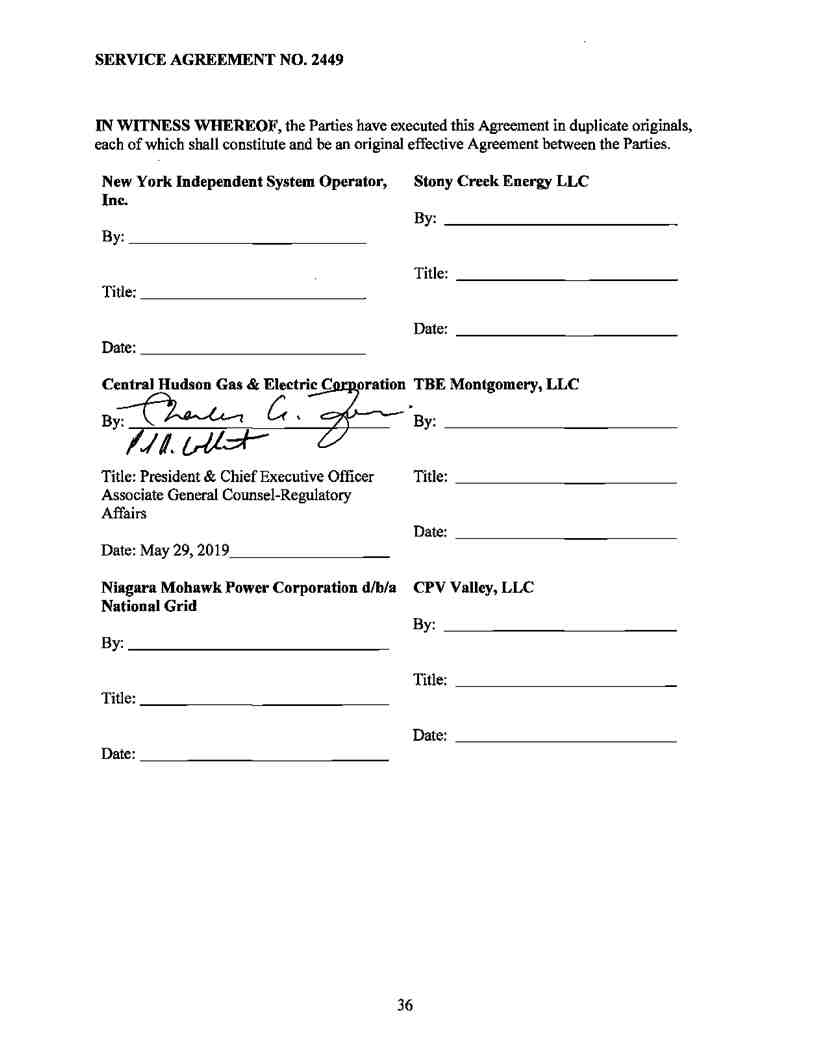 SERVICE AGREEMENT NO. 2449
IN WITNESS WHEREOF, the Parties have executed this Agreement in duplicate originals,
each of which shall constitute and be an original effective Agreement between the Parties.
New York Independent System Operator,
Inc.
By:
Title:
Date:
Stony Creek Energy LLC
By:
Title:
Date:
Central Hudson Gas & Electric Corporation
By: Charles A.
Title: President & Chief Executive Officer
Associate General Counsel-Regulatory
Affairs
Date: May 29, 2019
TBE Montgomery, LLC
By:
Title:
Date:
Niagara Mohawk Power Corporation d/b/a
National Grid
By:
Title:
Date:
CPV Valley, LLC
By:
Title:
Date:
36